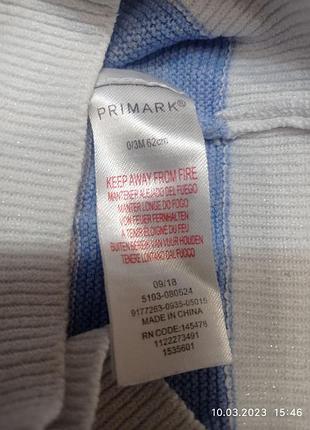 PRIMARK®
0/3M 62cm
KEEP AWAY FROM FIRE
MANTENER ALEJADO DEL FUEGO
MANTER LONGE DO FOGO
VON FEUER FERNHALTEN
A TENIR ÉLOIGNÉ DU FEU
BUITEN BEREIK VAN VUUR HOUDEN
TENERE LONTANO DAL FUOCO
09/18
5103-080524
9177263-0935-05015
MADE IN CHINA
RN CODE: 145478
1122273491
1535601
10.03.2023 15:46